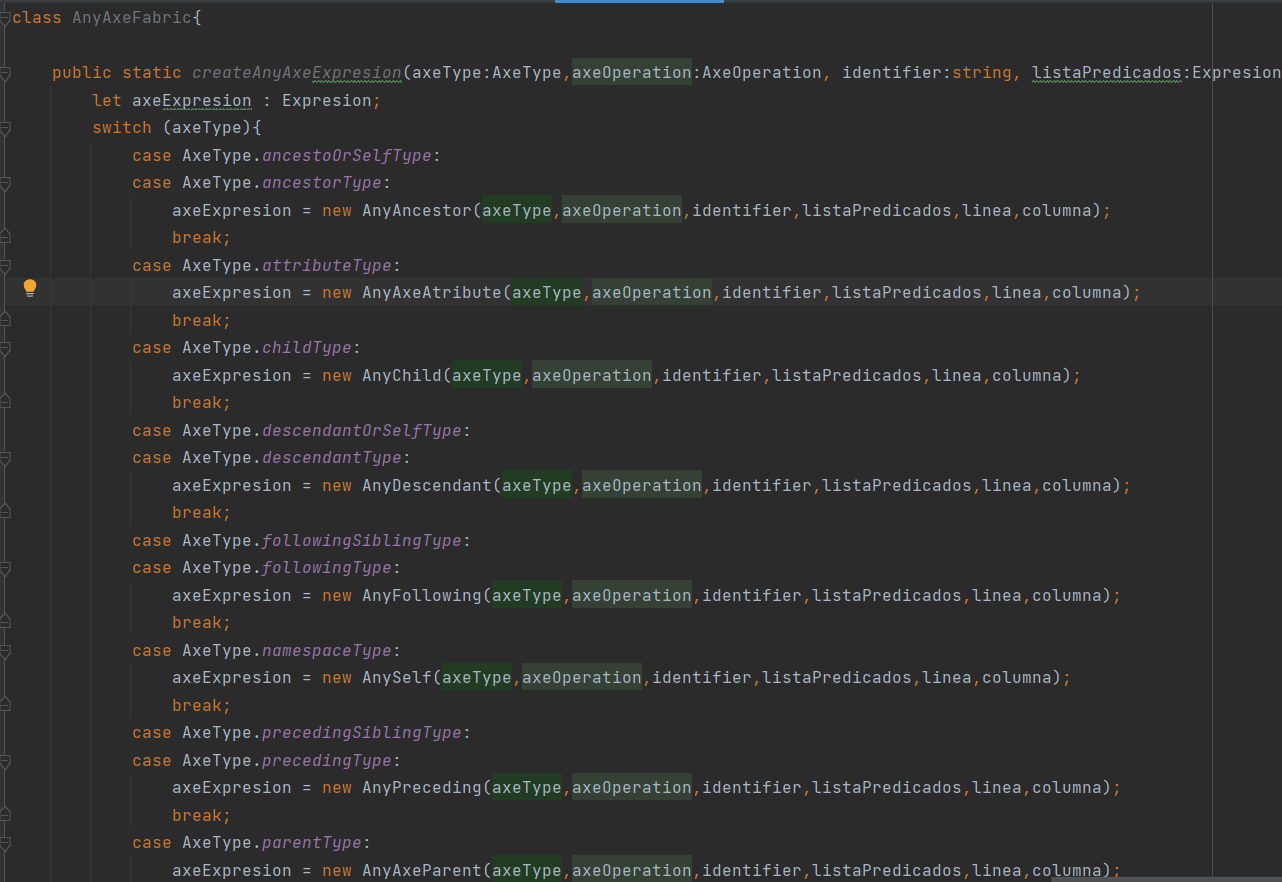 class AnyAxeFabric{
public static createAnyAxeExpresion(axeType:AxeType,axeOperation:AxeOperation, identifier:string, listaPredicados:Expresion
let axeExpresion : Expresion;
switch (axeType){
case AxeType.ancestoOrSelfType:
case AxeType.ancestorType:
axeExpresion = new AnyAncestor(axeType,axeOperation,identifier,listaPredicados,linea,columna);
break;
case AxeType.attributeType:
axeExpresion = new AnyAxeAtribute(axeType,axeOperation,identifier,listaPredicados,linea,columna);
break;
case AxeType.childType:
axeExpresion = new AnyChild(axeType,axeOperation,identifier,listaPredicados,linea,columna);
break;
case AxeType.descendantOrSelfType:
case AxeType.descendantType:
axeExpresion = new AnyDescendant(axeType,axeOperation,identifier,listaPredicados,linea,columna);
break;
case AxeType.followingSiblingType:
case AxeType.followingType:
axeExpresion = new AnyFollowing(axeType,axeOperation,identifier,listaPredicados,linea,columna);
break;
case AxeType.namespaceType:
axeExpresion = new AnySelf(axeType,axeOperation,identifier,listaPredicados,linea,columna);
break;
case AxeType.precedingSiblingType:
case AxeType.precedingType:
axeExpresion = new AnyPreceding(axeType,axeOperation,identifier,listaPredicados,linea,columna);
break;
case AxeType.parentType:
axeExpresion = new AnyAxeParent(axeType,axeOperation,identifier,listaPredicados,linea,columna);